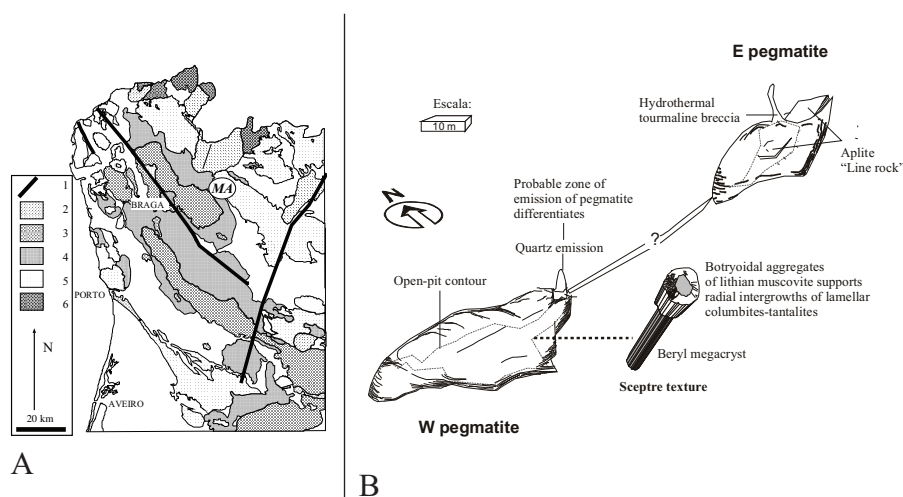 MA
BRAGA
PORTO
AVEIRO
1
2
3
4
5
6
N
20 km
A
E pegmatite
Escala:
10 m
Hydrothermal
tourmaline breccia
Aplite
“Line rock”
N
Probable zone of
emission of pegmatite
differentiates
Quartz emission
?
Open-pit contour
Botryoidal aggregates
of lithian muscovite supports
radial intergrowths of lamellar
columbites-tantalites
Beryl megacryst
Sceptre texture
W pegmatite
B